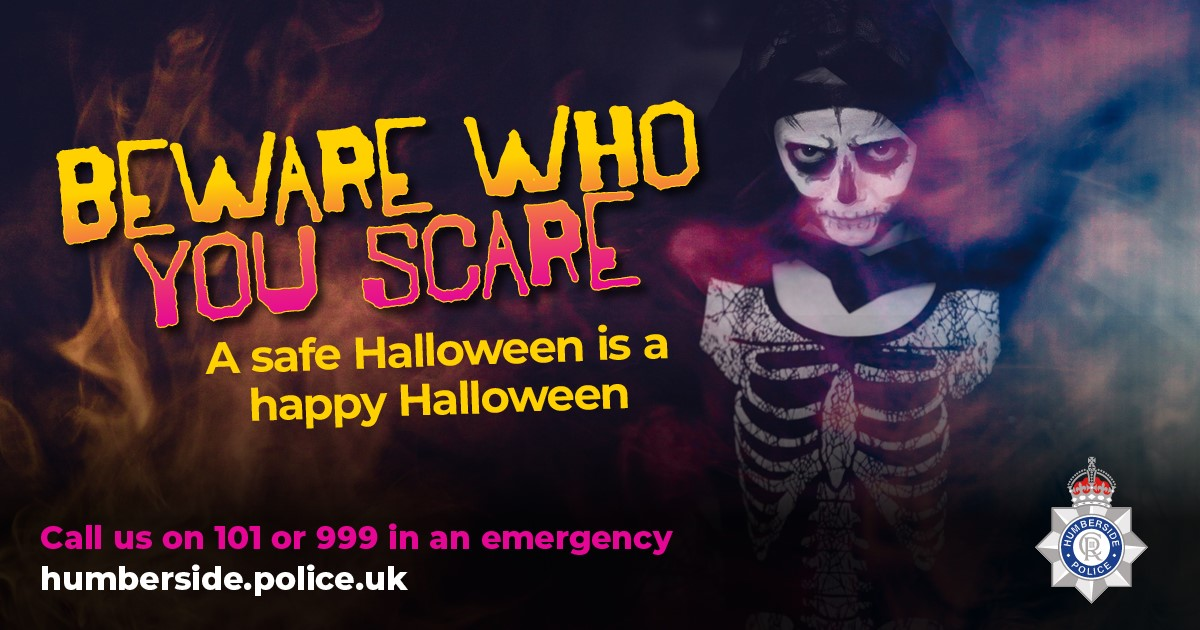 BEWARE WHO
YOU SCARE
A safe Halloween is a
happy Halloween
Call us on 101 or 999 in an emergency
humberside.police.uk
HUMBERSIDE
POLICE